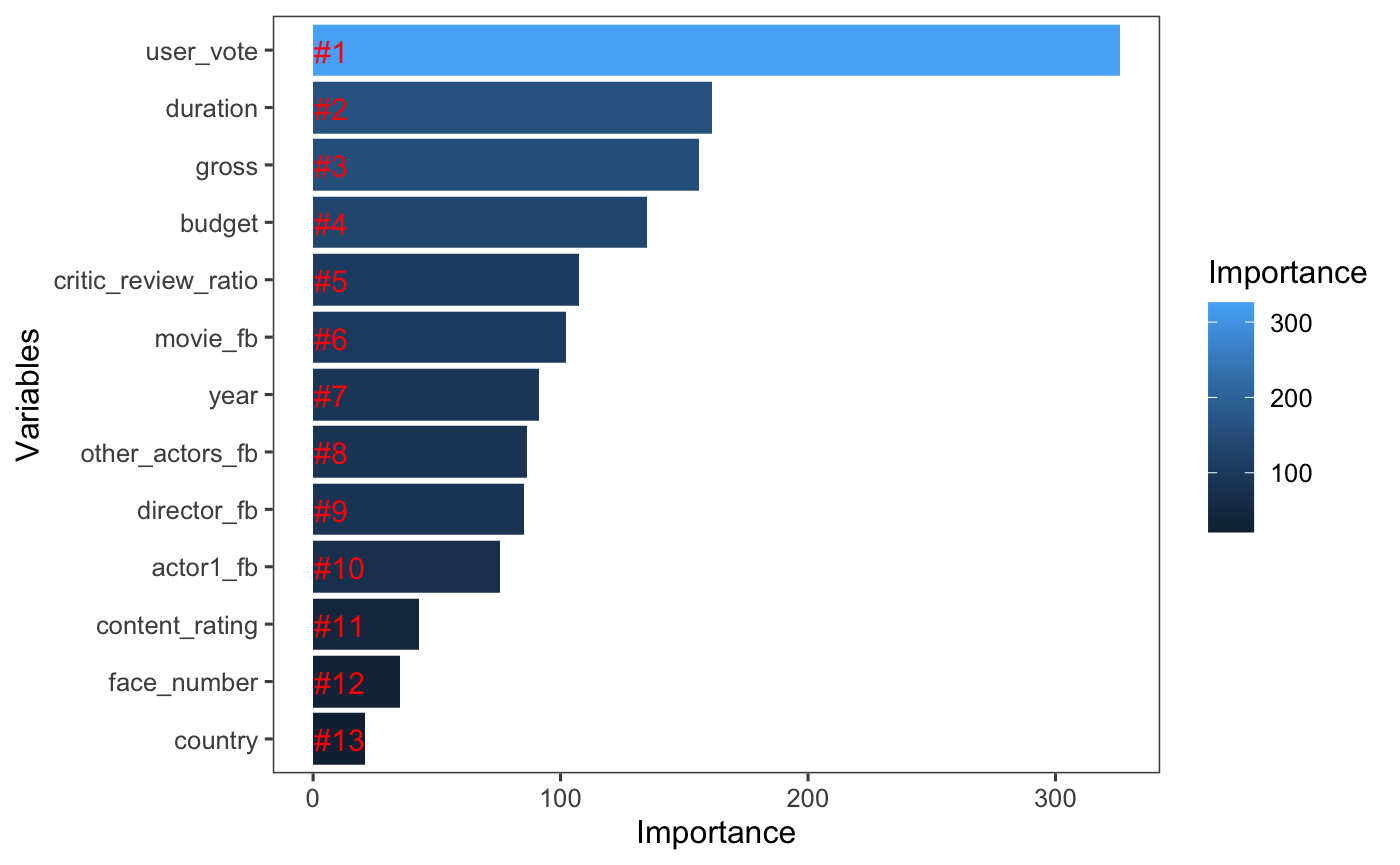 user_vote #1
duration #2
gross #3
budget #4
critic_review_ratio #5
movie_fb #6
year #7
other_actors_fb #8
director_fb #9
actor1_fb #10
content_rating #11
face_number #12
country #13
Variables
0 100 200 300
Importance
Importance
300
200
100